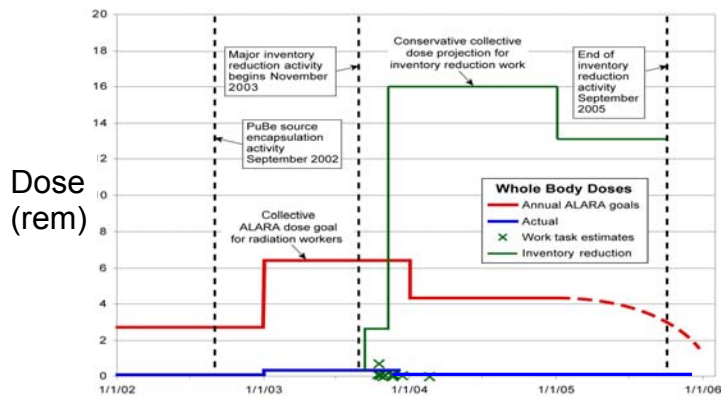 20
18
16
14
12
10
8
6
4
2
0
Dose
(rem)
Major inventory
reduction activity
begins November
2003
PuBe source
encapsulation
activity
September 2002
Conservative collective
dose projection for
inventory reduction work
End of
inventory
reduction
activity
September
2005
Collective
ALARA dose goal
for radiation workers
Whole Body Doses
Annual ALARA goals
Actual
Work task estimates
Inventory reduction
1/1/02
1/1/03
1/1/04
1/1/05
1/1/06